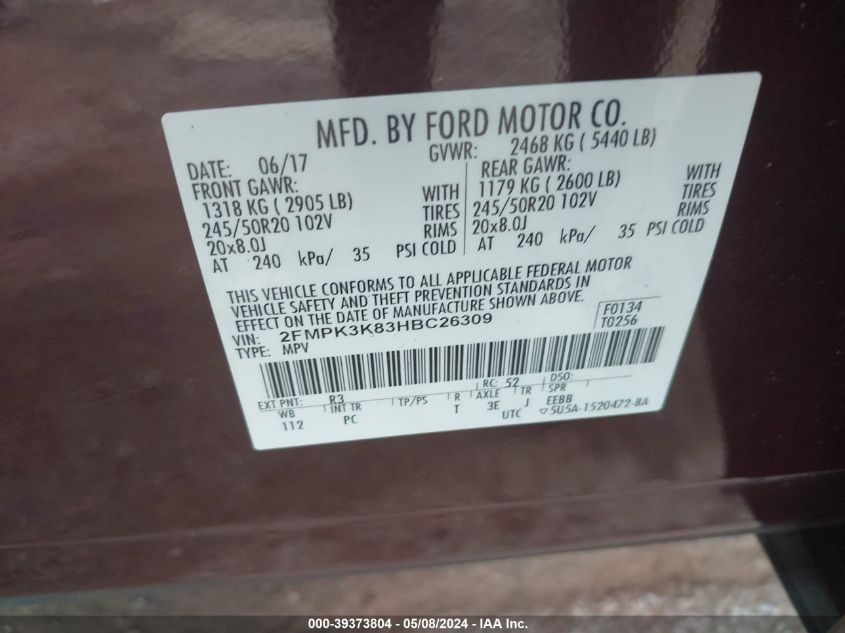 MFD. BY FORD MOTOR CO.
DATE: 06/17
GVWR: 2468 KG ( 5440 LB)
FRONT GAWR:
1318 KG ( 2905 LB) WITH
245/50R20 102V TIRES
20x8.0J RIMS
AT 240 kPa/ 35 PSI COLD
REAR GAWR:
1179 KG ( 2600 LB) WITH
245/50R20 102V TIRES
20x8.0J RIMS
AT 240 kPa/ 35 PSI COLD
THIS VEHICLE CONFORMS TO ALL APPLICABLE FEDERAL MOTOR
VEHICLE SAFETY AND THEFT PREVENTION STANDARDS IN
EFFECT ON THE DATE OF MANUFACTURE SHOWN ABOVE.
VIN: 2FMPK3K83HBC26309
TYPE: MPV
F0134
T0256
EXT PNT: R3 RC: 52 DSO:
WB INT TR TP/PS R AXLE TR SPR
112 PC T 3E J EEBB
UTC ▽5U5A-1520472-BA
000-39373804 - 05/08/2024 - IAAI.com